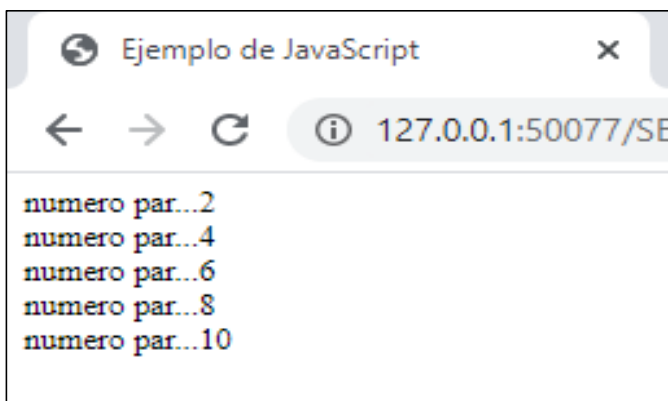 Ejemplo de JavaScript
127.0.0.1:50077/SE
numero par...2
numero par...4
numero par...6
numero par...8
numero par...10